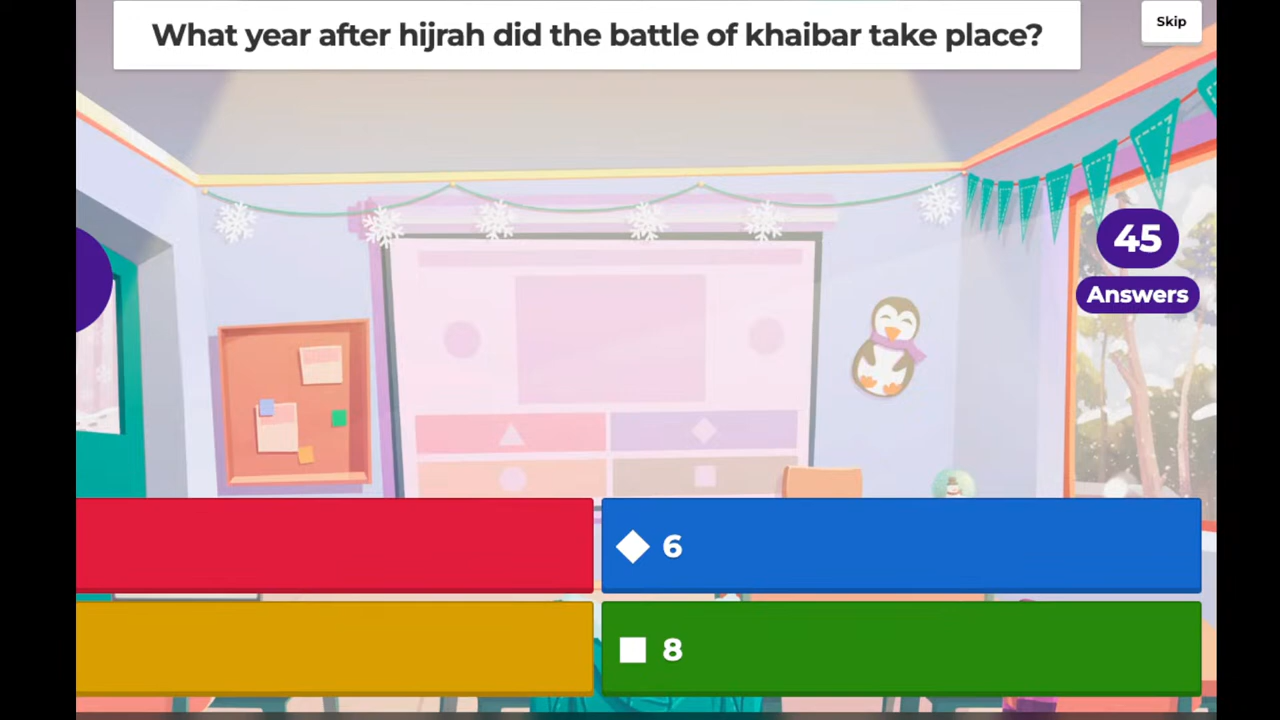 What year after hijrah did the battle of khaibar take place?
Skip
45
Answers
6
8